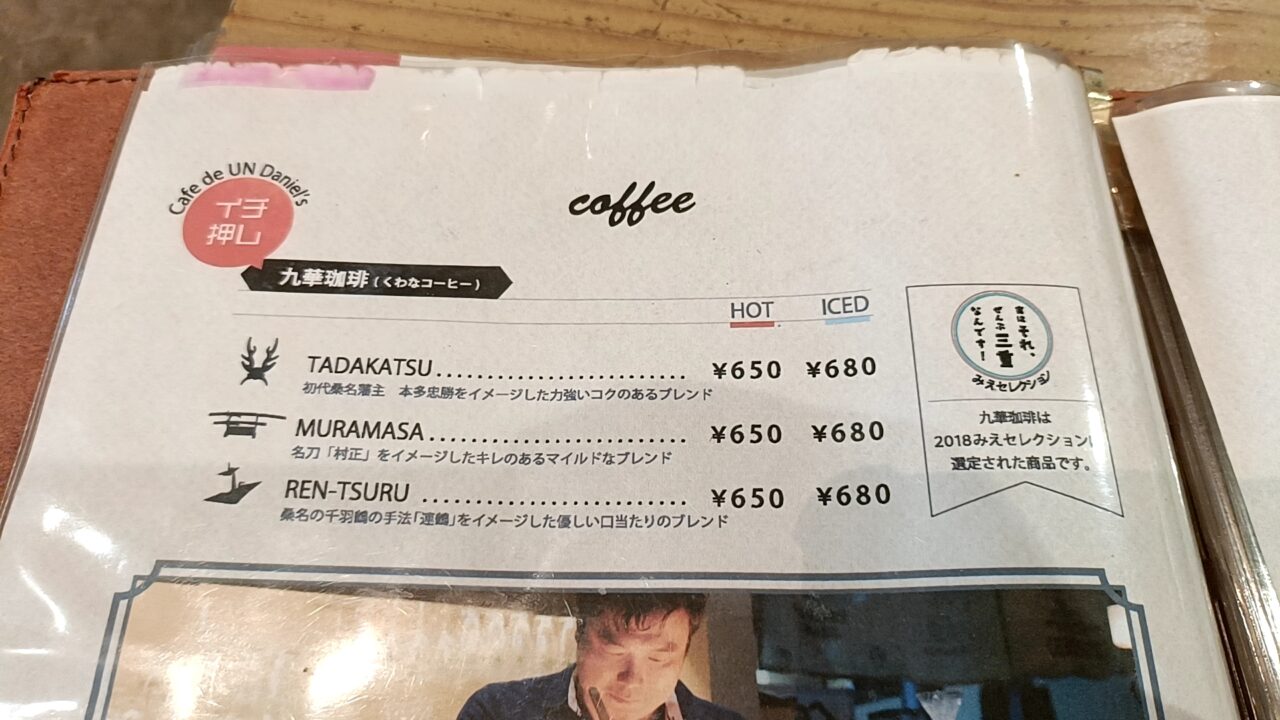 Cafe de UN Daniel's
イチ
押し
coffee
九華珈琲(くわなコーヒー)
HOT ICED
TADAKATSU........................ ¥650 ¥680
初代桑名藩主　本多忠勝をイメージした力強いコクのあるブレンド
MURAMASA......................... ¥650 ¥680
名刀「村正」をイメージしたキレのあるマイルドなブレンド
REN-TSURU ......................... ¥650 ¥680
桑名の千羽鶴の手法「連鶴」をイメージした優しい口当たりのブレンド
実はそれ、
ぜんぶ三重
なんです！
みえセレクション
九華珈琲は
2018みえセレクションに
選定された商品です。